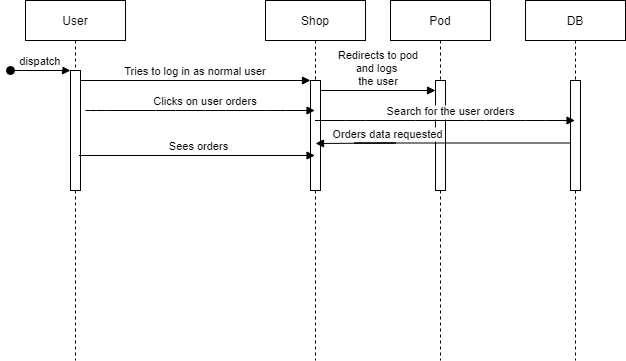 User
Shop
Pod
DB
dispatch
Tries to log in as normal user
Redirects to pod
and logs
the user
Clicks on user orders
Search for the user orders
Orders data requested
Sees orders